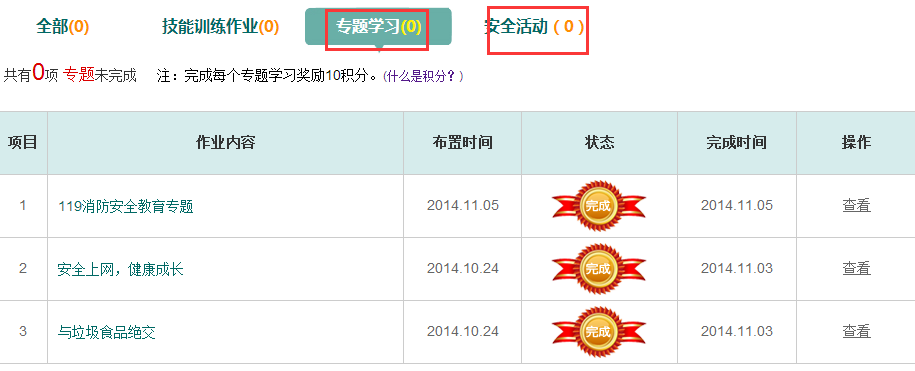 全部(0) 技能训练作业(0) 专题学习(0) 安全活动 ( 0 )
共有0项 专题未完成 注：完成每个专题学习奖励10积分。(什么是积分？)
项目 作业内容 布置时间 状态 完成时间 操作
1 119消防安全教育专题 2014.11.05 完成 2014.11.05 查看
2 安全上网，健康成长 2014.10.24 完成 2014.11.03 查看
3 与垃圾食品绝交 2014.10.24 完成 2014.11.03 查看